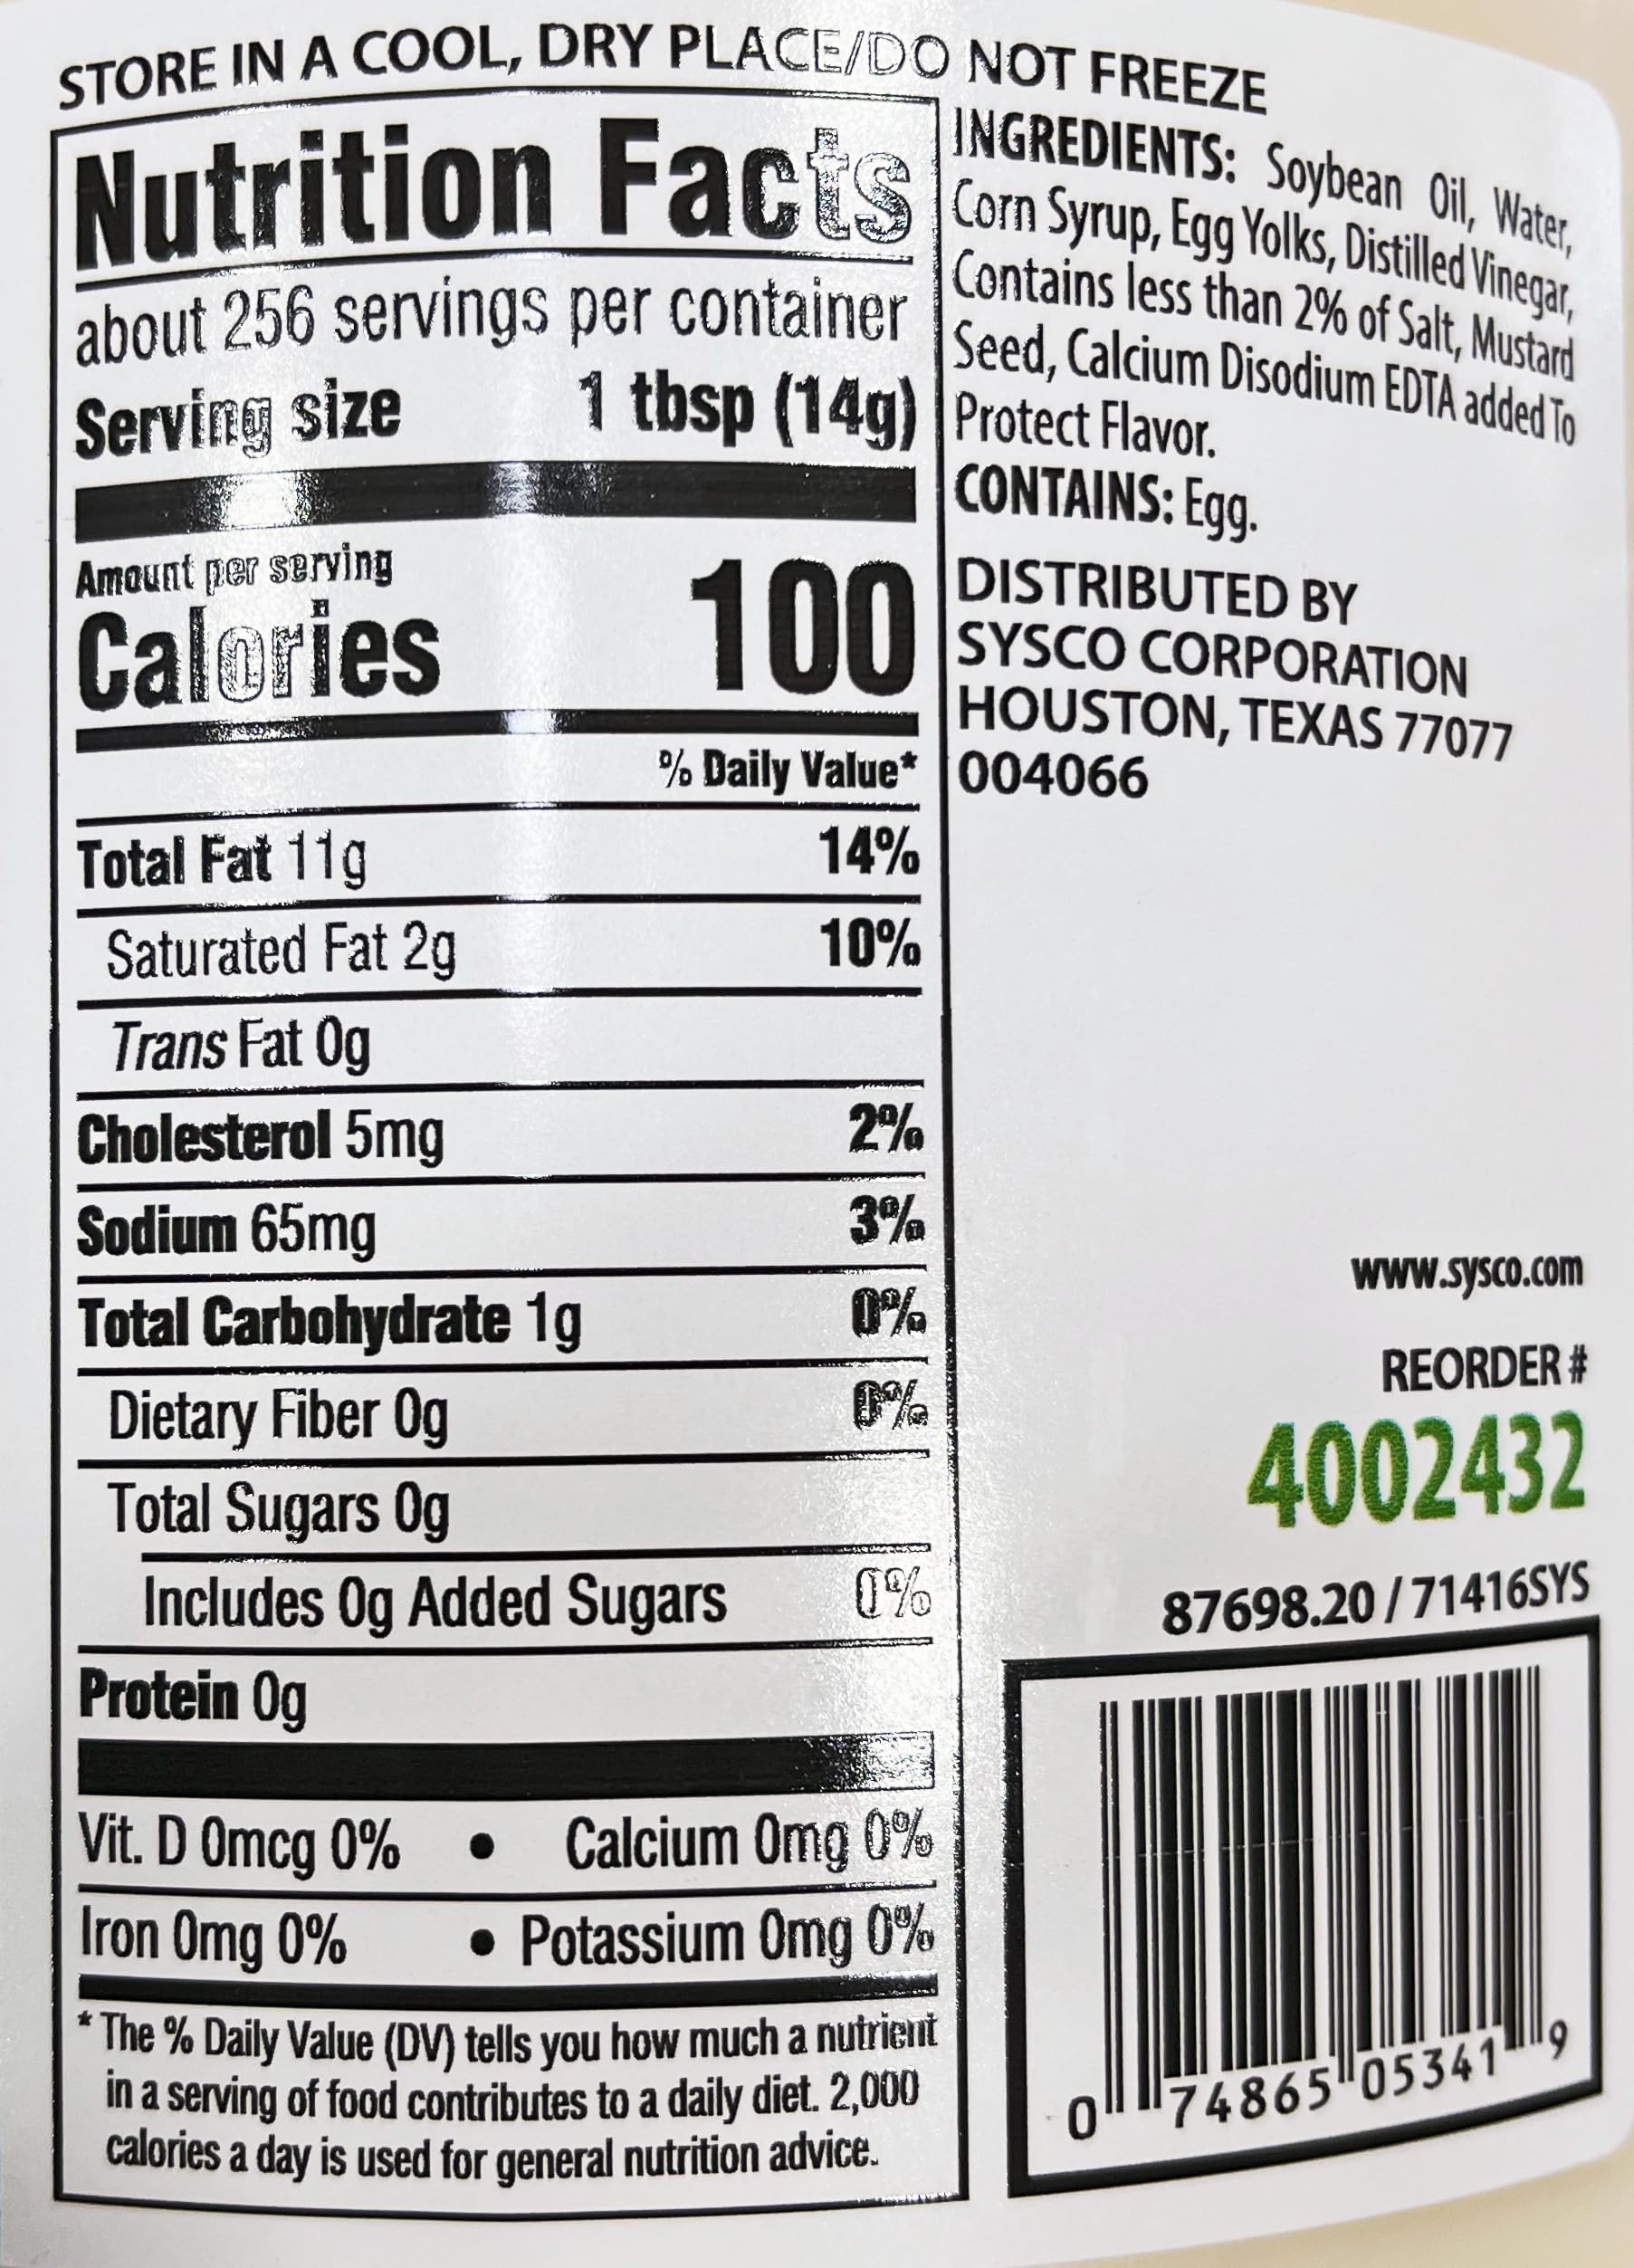 STORE IN A COOL, DRY PLACE/DO NOT FREEZE
Nutrition Facts
about 256 servings per container
Serving size 1 tbsp (14g)
Amount per serving
Calories 100
% Daily Value*
Total Fat 11g 14%
Saturated Fat 2g 10%
Trans Fat 0g
Cholesterol 5mg 2%
Sodium 65mg 3%
Total Carbohydrate 1g 0%
Dietary Fiber 0g 0%
Total Sugars 0g
Includes 0g Added Sugars 0%
Protein 0g
Vit. D 0mcg 0% • Calcium 0mg 0%
Iron 0mg 0% • Potassium 0mg 0%
* The % Daily Value (DV) tells you how much a nutrient
in a serving of food contributes to a daily diet. 2,000
calories a day is used for general nutrition advice.
INGREDIENTS: Soybean Oil, Water,
Corn Syrup, Egg Yolks, Distilled Vinegar,
Contains less than 2% of Salt, Mustard
Seed, Calcium Disodium EDTA added To
Protect Flavor.
CONTAINS: Egg.
DISTRIBUTED BY
SYSCO CORPORATION
HOUSTON, TEXAS 77077
004066
www.sysco.com
REORDER #
4002432
87698.20 / 71416SYS
0 74865 05341 9